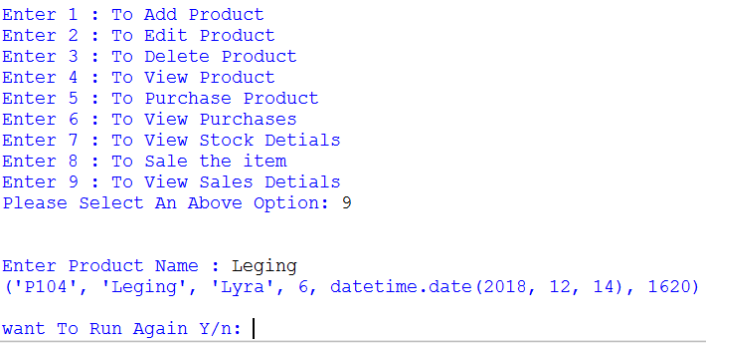 Enter 1 : To Add Product
Enter 2 : To Edit Product
Enter 3 : To Delete Product
Enter 4 : To View Product
Enter 5 : To Purchase Product
Enter 6 : To View Purchases
Enter 7 : To View Stock Detials
Enter 8 : To Sale the item
Enter 9 : To View Sales Detials
Please Select An Above Option: 9
Enter Product Name : Leging
('P104', 'Leging', 'Lyra', 6, datetime.date(2018, 12, 14), 1620)
want To Run Again Y/n: